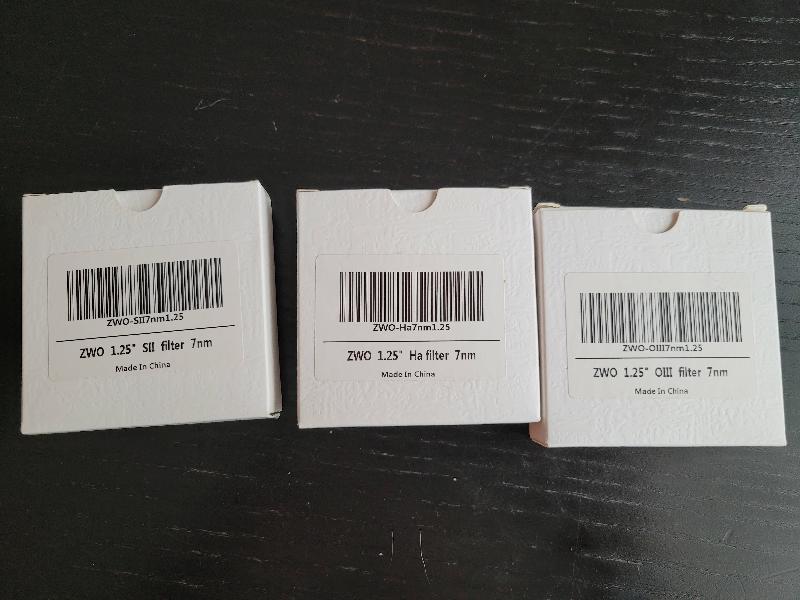 ZWO-SII7nm1.25
ZWO 1.25" SII filter 7nm
Made In China
ZWO-Ha7nm1.25
ZWO 1.25" Ha filter 7nm
Made In China
ZWO-OIII7nm1.25
ZWO 1.25" OIII filter 7nm
Made In China